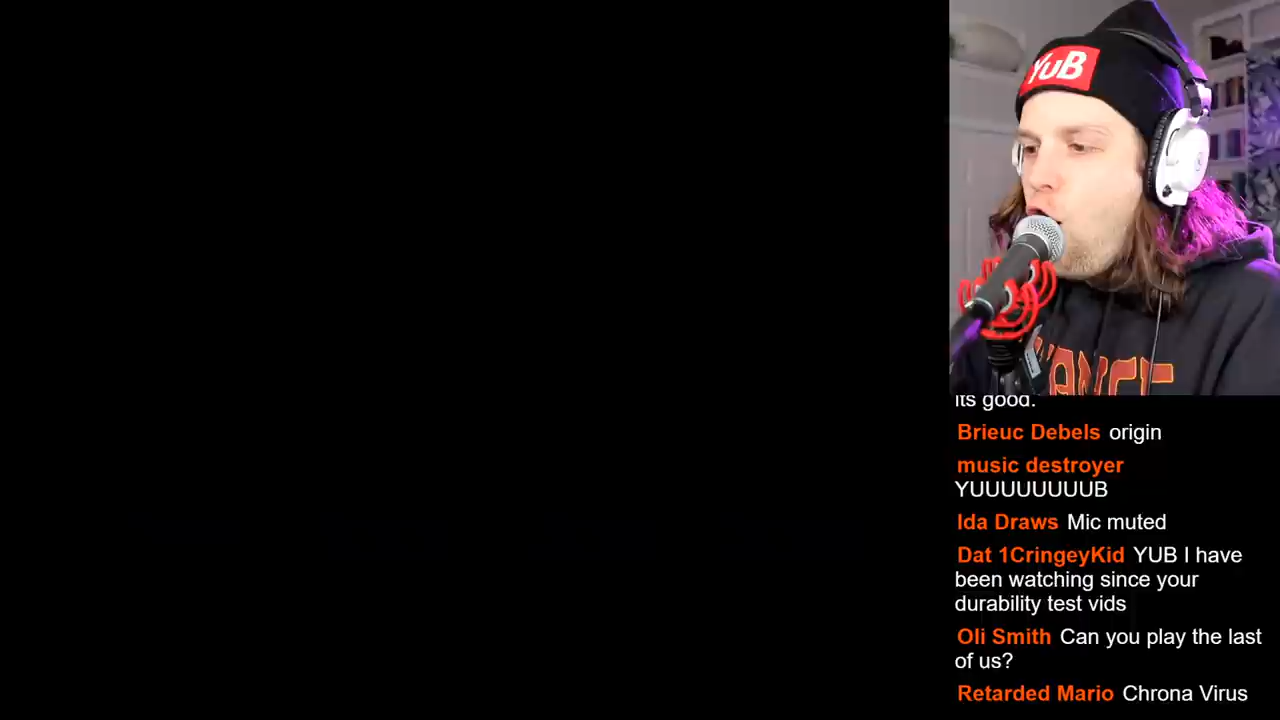 YuB
its good.
Brieuc Debels origin
music destroyer
YUUUUUUUUB
Ida Draws Mic muted
Dat 1CringeyKid YUB I have
been watching since your
durability test vids
Oli Smith Can you play the last
of us?
Retarded Mario Chrona Virus